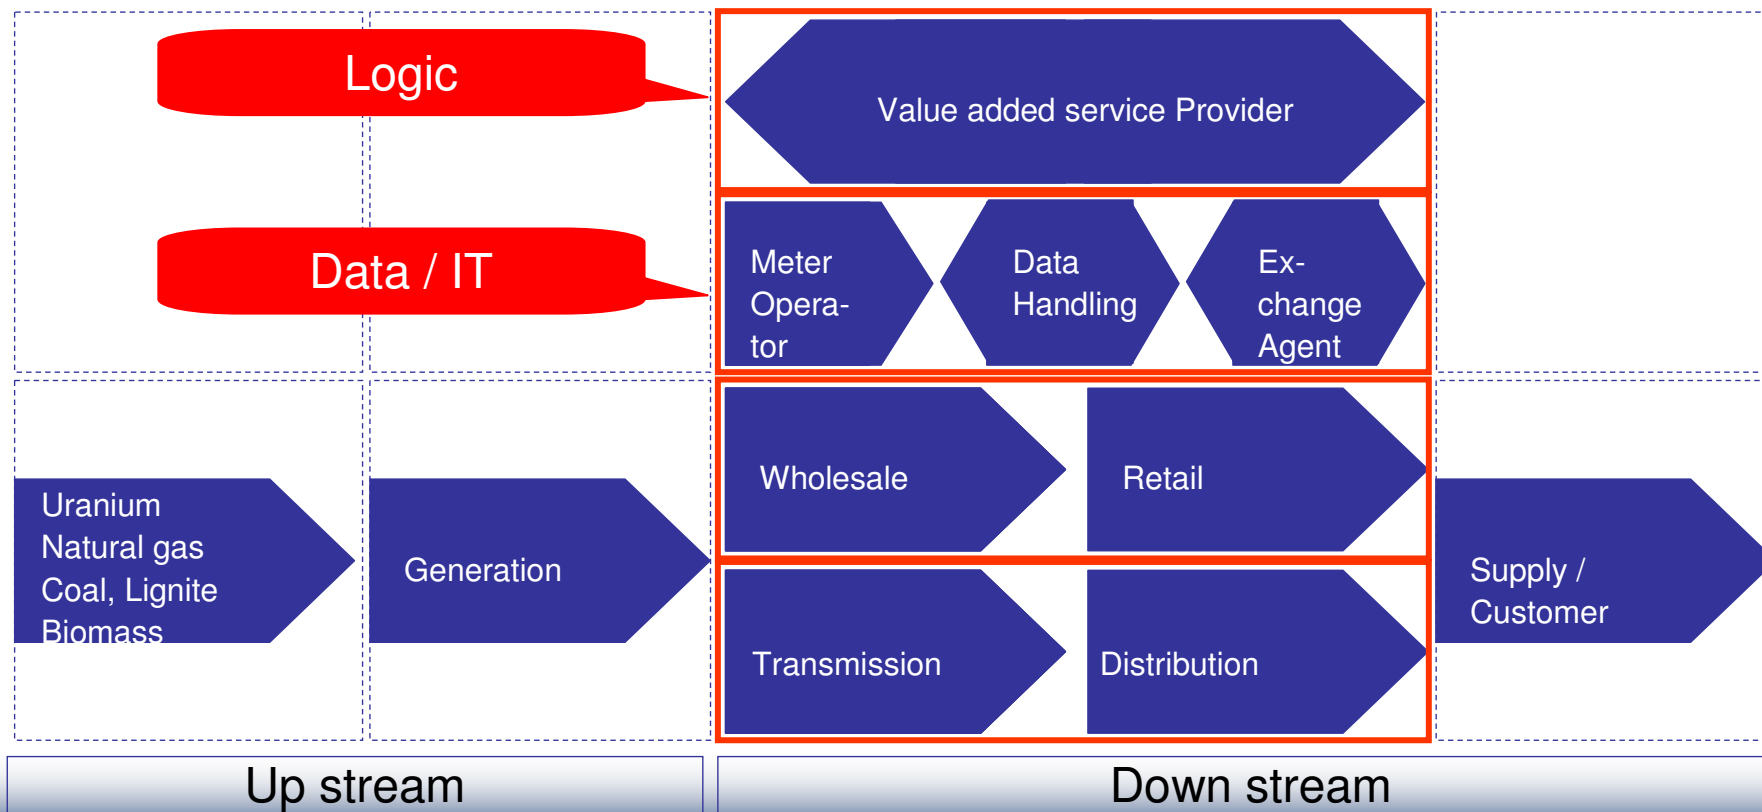 Logic
Value added service Provider
Data / IT
Meter
Opera-
tor
Data
Handling
Ex-
change
Agent
Wholesale
Retail
Uranium
Natural gas
Coal, Lignite
Biomass
Generation
Supply /
Customer
Transmission
Distribution
Up stream
Down stream